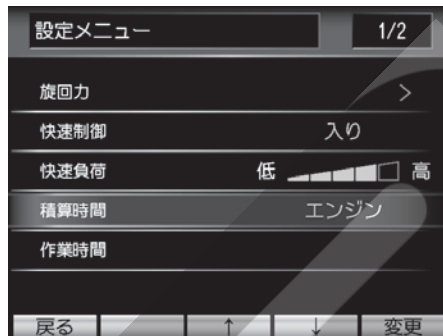 設定メニュー 1/2
旋回力 >
快速制御 入り
快速負荷 低 高
積算時間 エンジン
作業時間
戻る ↑ ↓ 変更